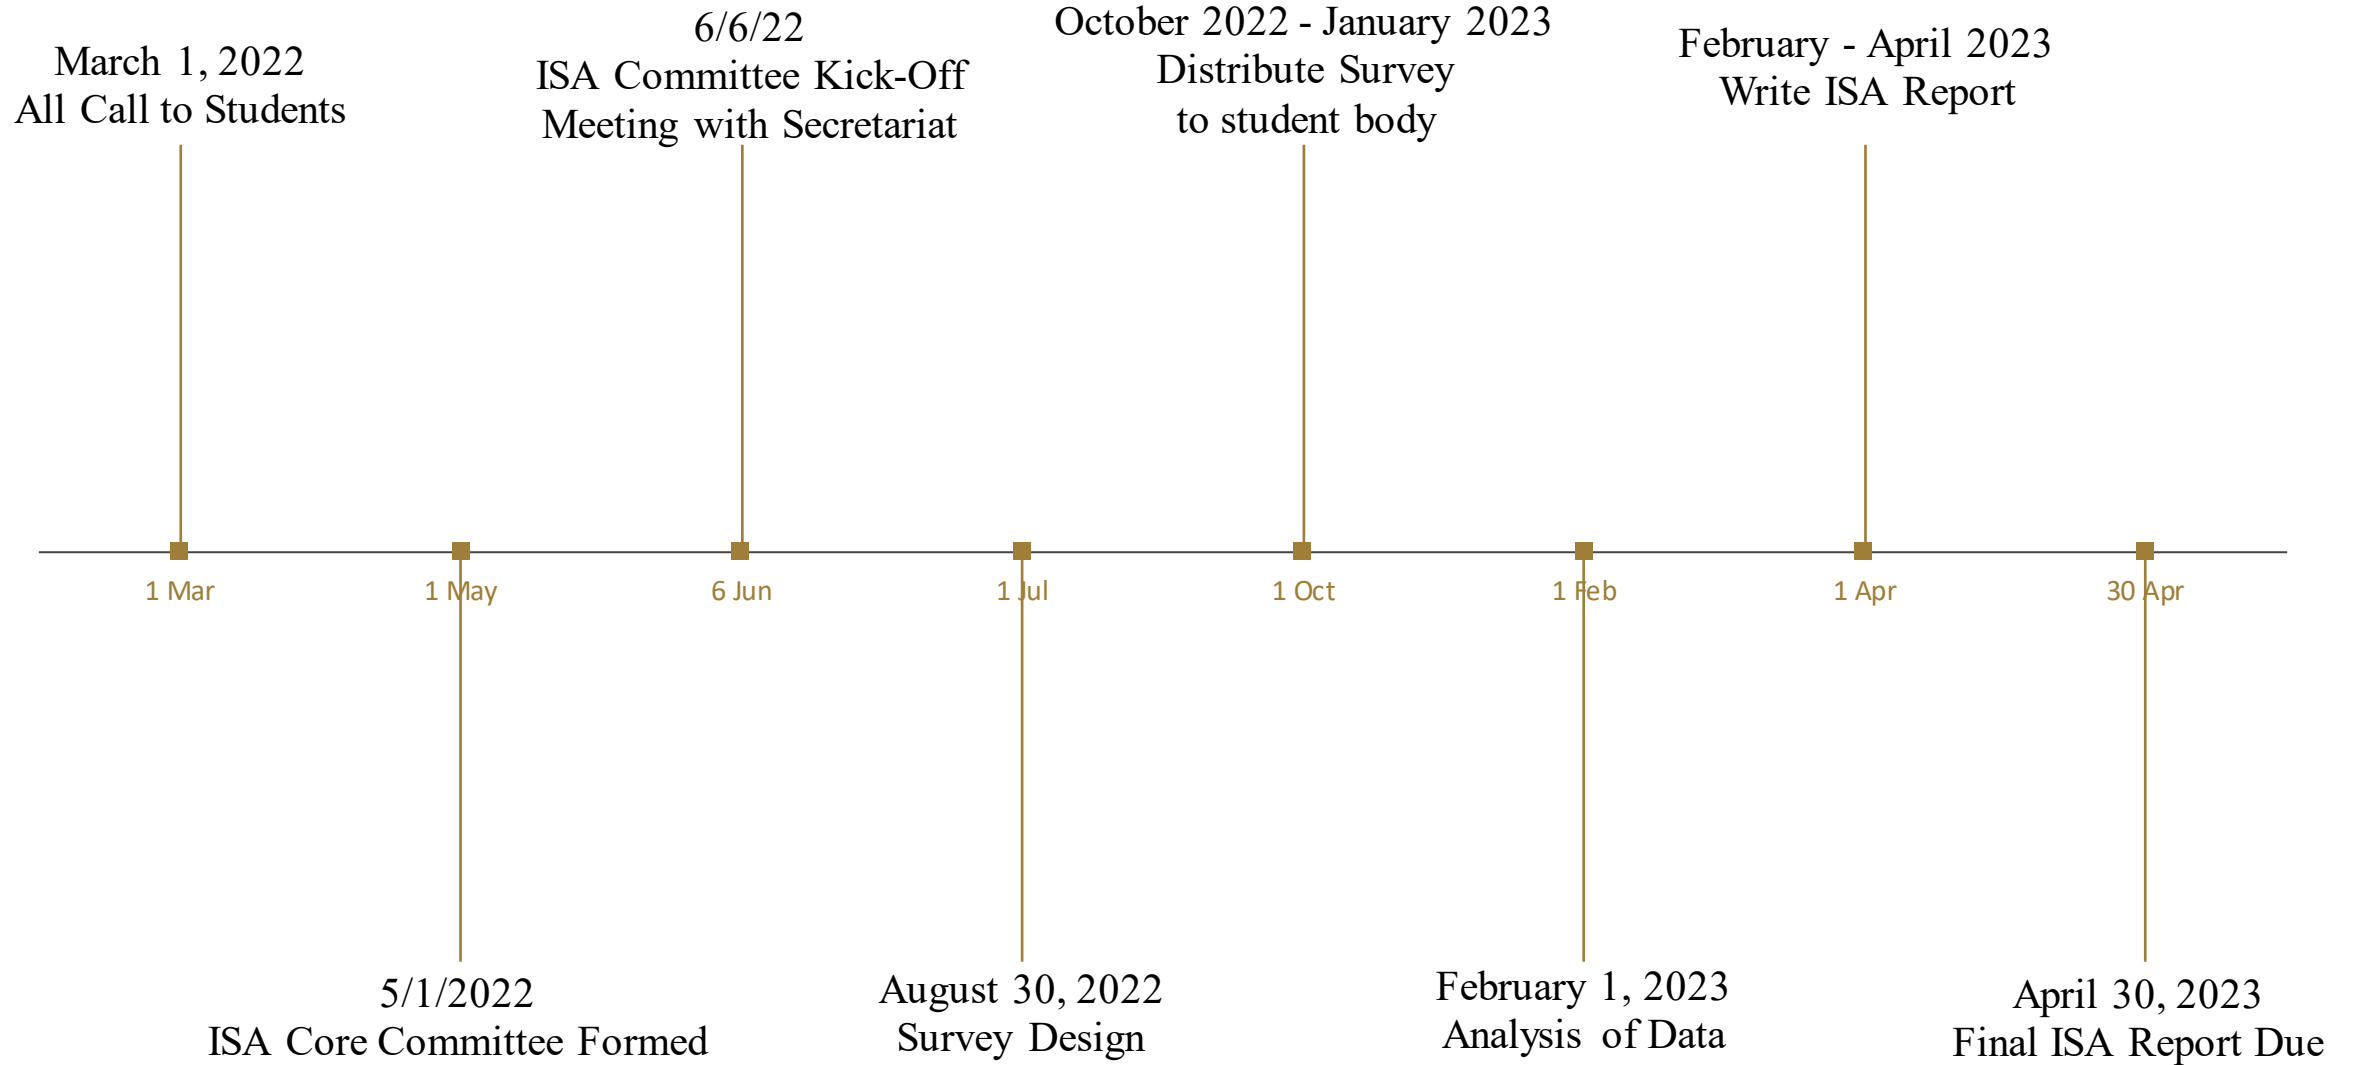 March 1, 2022
All Call to Students
6/6/22
ISA Committee Kick-Off
Meeting with Secretariat
October 2022 - January 2023
Distribute Survey
to student body
February - April 2023
Write ISA Report
1 Mar
1 May
6 Jun
1 Jul
1 Oct
1 Feb
1 Apr
30 Apr
5/1/2022
ISA Core Committee Formed
August 30, 2022
Survey Design
February 1, 2023
Analysis of Data
April 30, 2023
Final ISA Report Due